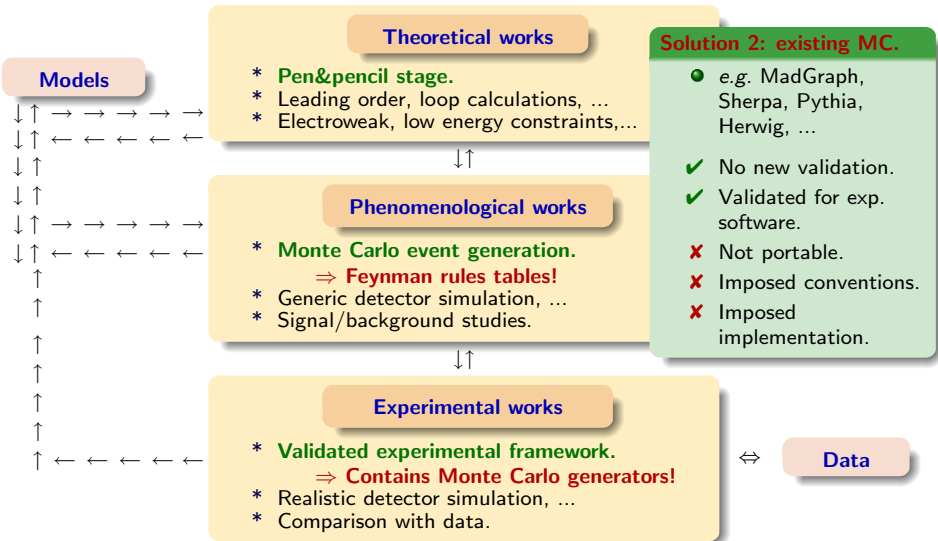 Models
Theoretical works
* Pen&pencil stage.
* Leading order, loop calculations, ...
* Electroweak, low energy constraints,...
↓↑ → → → → →
↓↑ ← ← ← ← ←
↓↑
↓↑
↓↑ → → → → →
↓↑ ← ← ← ← ←
↑
↑
↑
↑
↑
↑ ← ← ← ← ←
↓↑
Phenomenological works
* Monte Carlo event generation.
⇒ Feynman rules tables!
* Generic detector simulation, ...
* Signal/background studies.
↓↑
Experimental works
* Validated experimental framework.
⇒ Contains Monte Carlo generators!
* Realistic detector simulation, ...
* Comparison with data.
⇔ Data
Solution 2: existing MC.
e.g. MadGraph,
Sherpa, Pythia,
Herwig, ...
✔ No new validation.
✔ Validated for exp.
software.
✘ Not portable.
✘ Imposed conventions.
✘ Imposed
implementation.